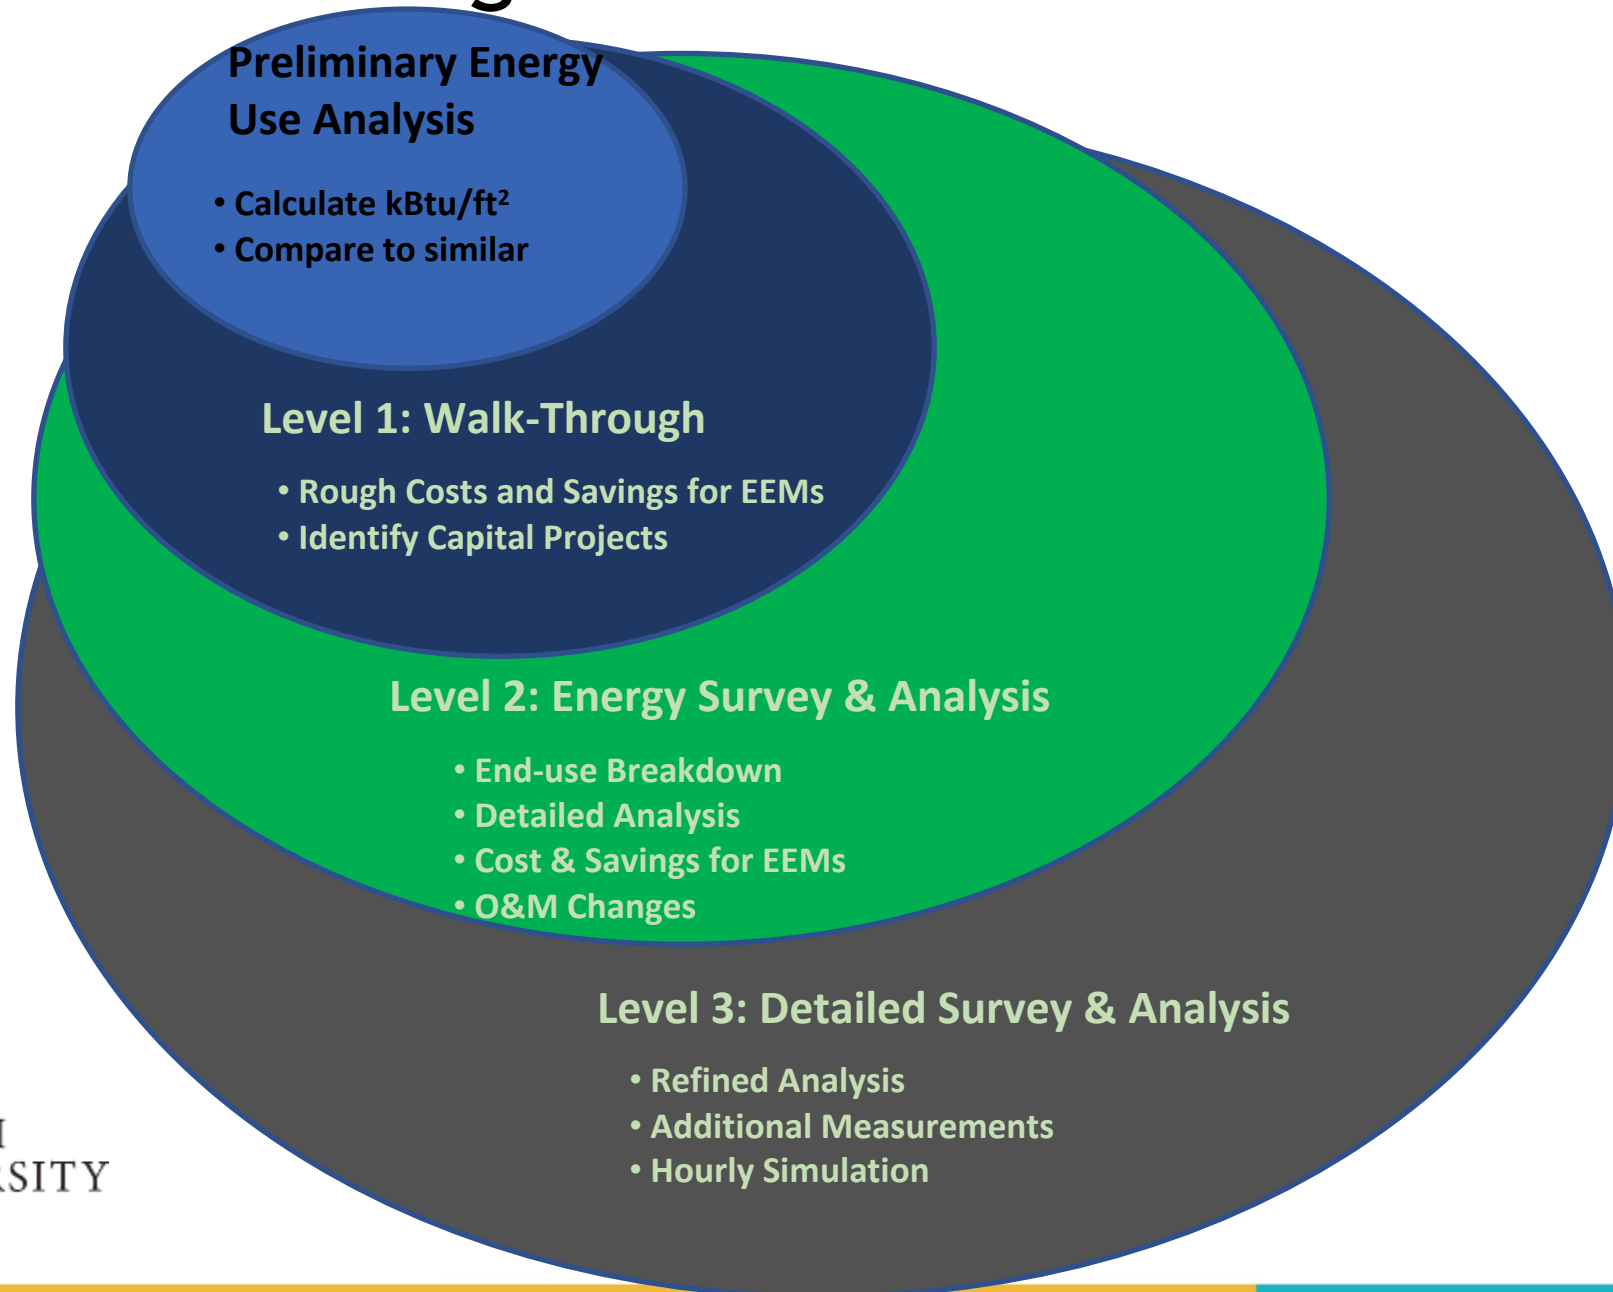 Preliminary Energy
Use Analysis
• Calculate kBtu/ft²
• Compare to similar
Level 1: Walk-Through
• Rough Costs and Savings for EEMs
• Identify Capital Projects
Level 2: Energy Survey & Analysis
• End-use Breakdown
• Detailed Analysis
• Cost & Savings for EEMs
• O&M Changes
Level 3: Detailed Survey & Analysis
• Refined Analysis
• Additional Measurements
• Hourly Simulation